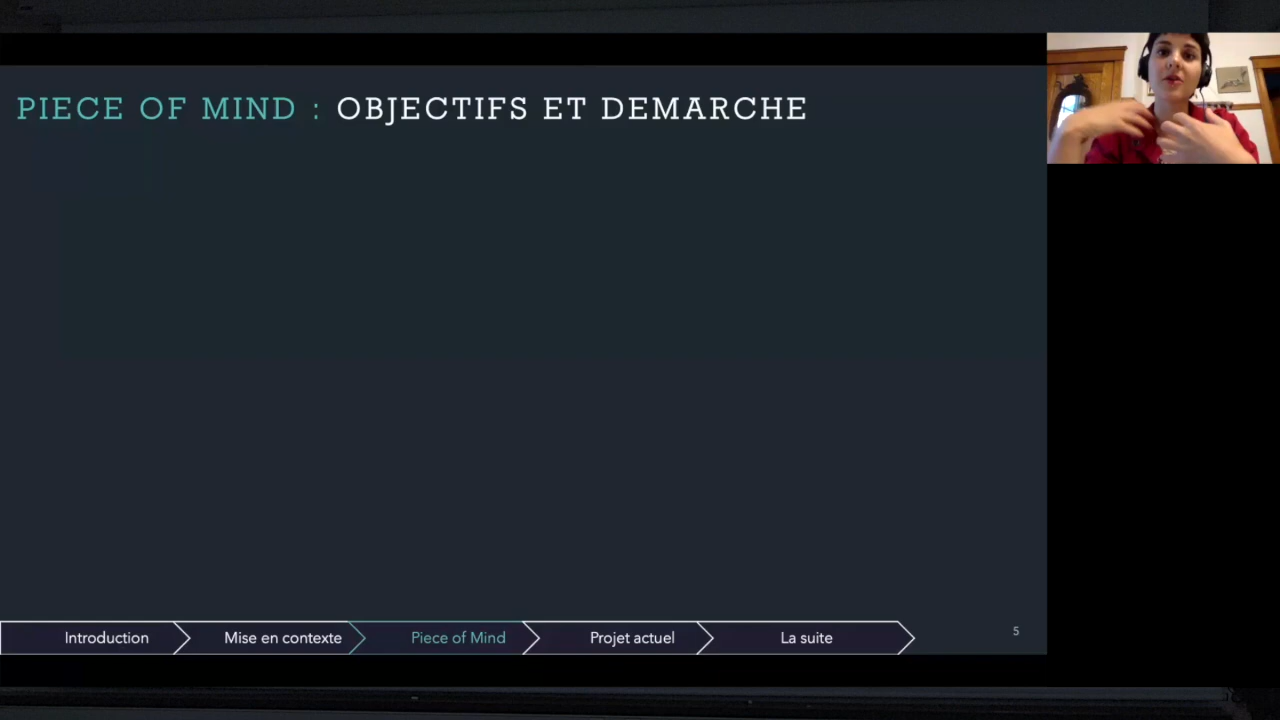 PIECE OF MIND : OBJECTIFS ET DEMARCHE
Introduction
Mise en contexte
Piece of Mind
Projet actuel
La suite
5